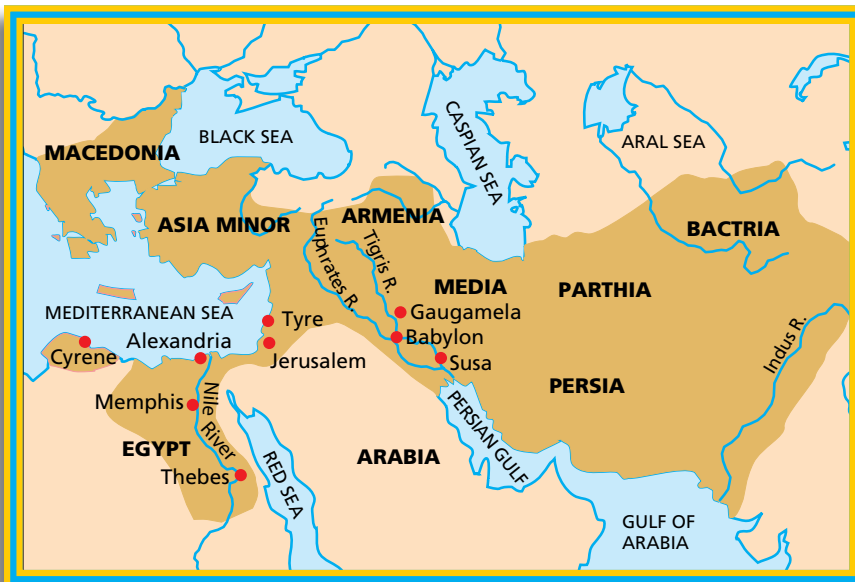 BLACK SEA
CASPIAN SEA
ARAL SEA
MACEDONIA
ASIA MINOR
ARMENIA
BACTRIA
Euphrates R.
Tigris R.
MEDIA
PARTHIA
MEDITERRANEAN SEA
Tyre
Gaugamela
Cyrene
Alexandria
Babylon
Jerusalem
Susa
Indus R.
PERSIA
Memphis
Nile River
PERSIAN GULF
EGYPT
Thebes
RED SEA
ARABIA
GULF OF
ARABIA